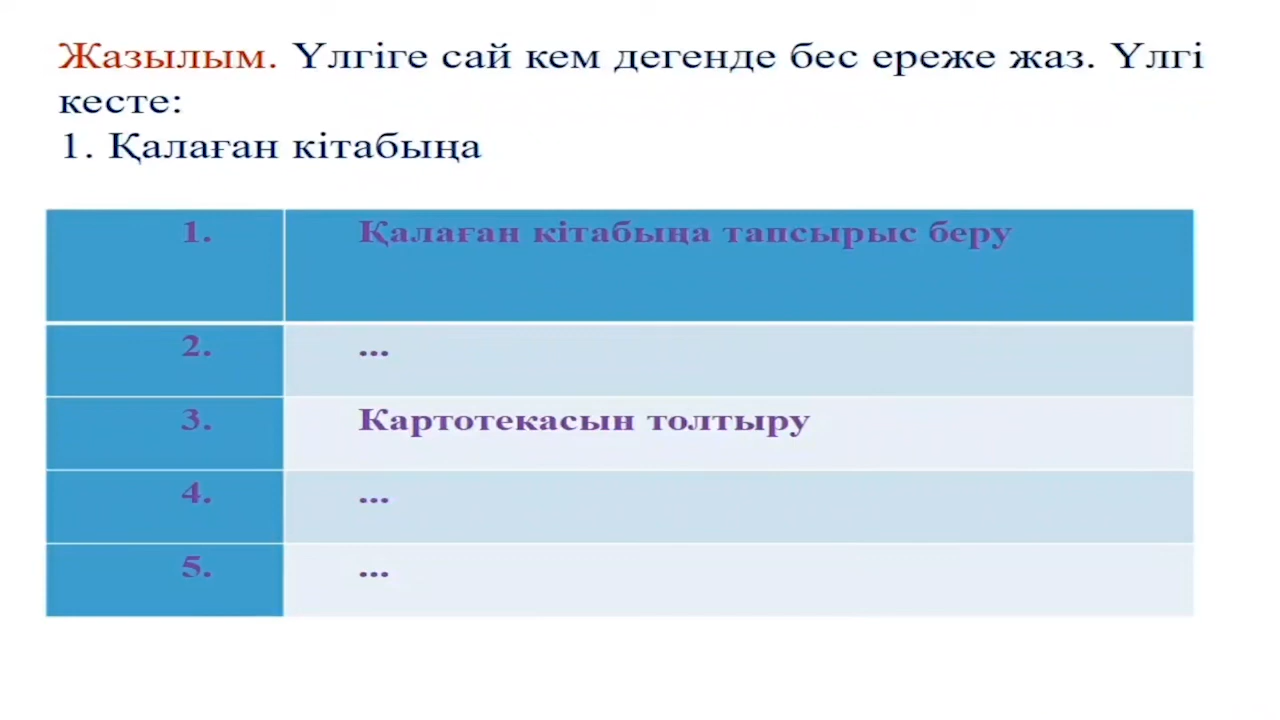 Жазылым. Үлгіге сай кем дегенде бес ереже жаз. Үлгі
кесте:
1. Қалаған кітабыңа
1. Қалаған кітабыңа тапсырыс беру
2. ...
3. Картотекасын толтыру
4. ...
5. ...